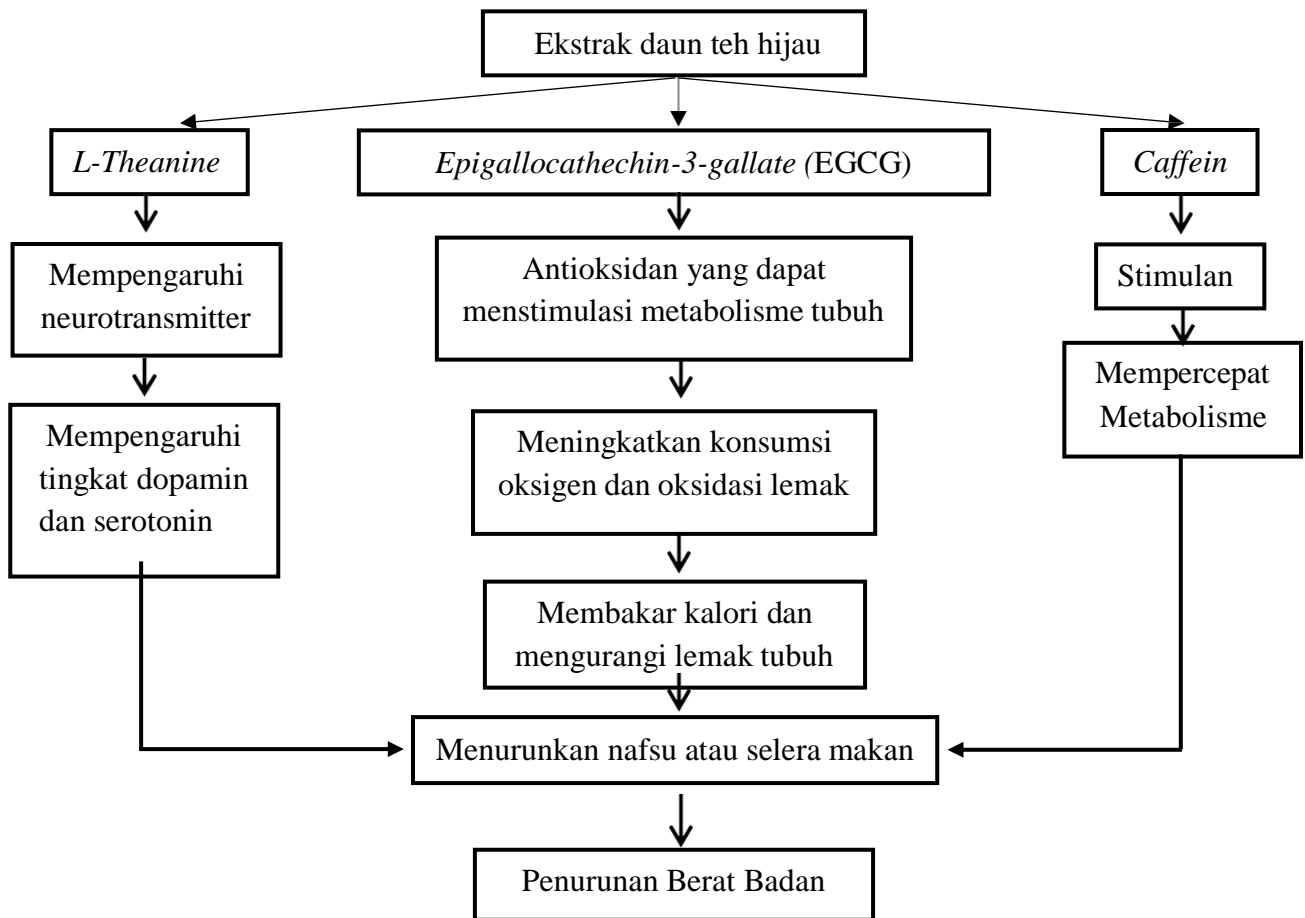 Ekstrak daun teh hijau
L-Theanine
Epigallocathechin-3-gallate (EGCG)
Caffein
Mempengaruhi
neurotransmitter
Antioksidan yang dapat
menstimulasi metabolisme tubuh
Stimulan
Mempengaruhi
tingkat dopamin
dan serotonin
Meningkatkan konsumsi
oksigen dan oksidasi lemak
Mempercepat
Metabolisme
Membakar kalori dan
mengurangi lemak tubuh
Menurunkan nafsu atau selera makan
Penurunan Berat Badan